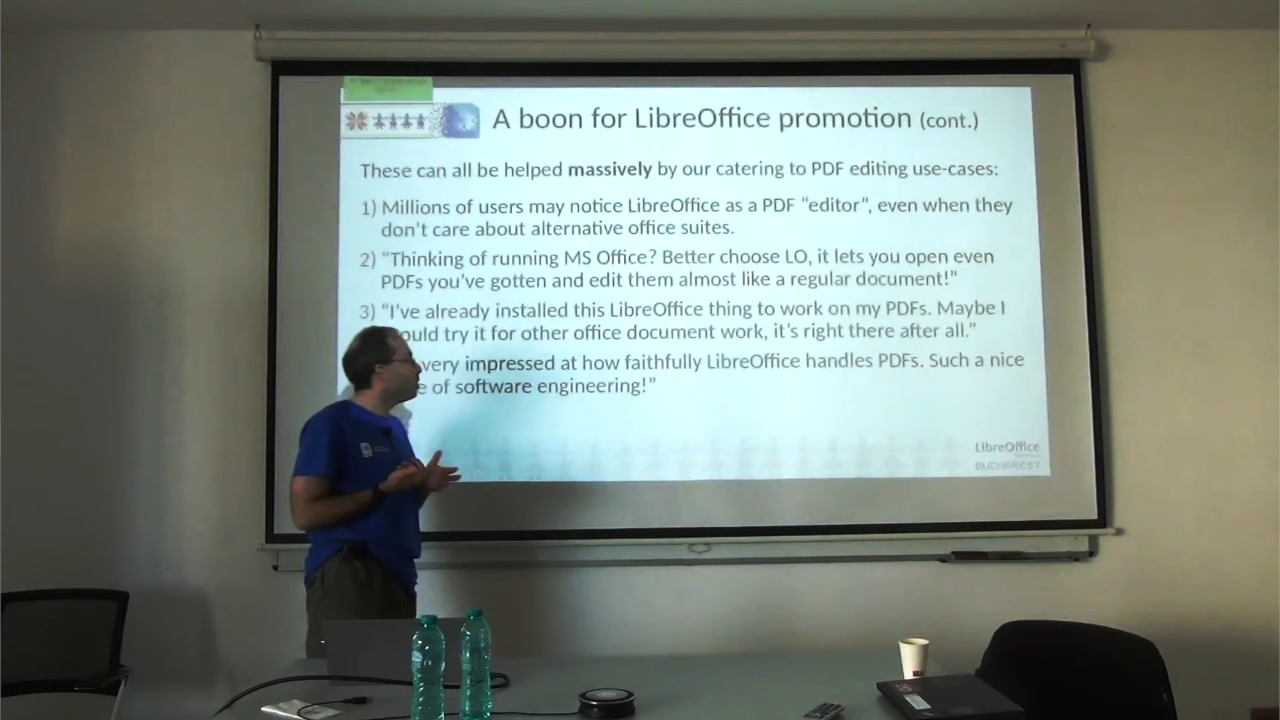 A boon for LibreOffice promotion (cont.)
These can all be helped massively by our catering to PDF editing use-cases:
1) Millions of users may notice LibreOffice as a PDF “editor”, even when they
don’t care about alternative office suites.
2) “Thinking of running MS Office? Better choose LO, it lets you open even
PDFs you’ve gotten and edit them almost like a regular document!”
3) “I’ve already installed this LibreOffice thing to work on my PDFs. Maybe I
ould try it for other office document work, it’s right there after all.”
very impressed at how faithfully LibreOffice handles PDFs. Such a nice
e of software engineering!”
LibreOffice
BUCHAREST